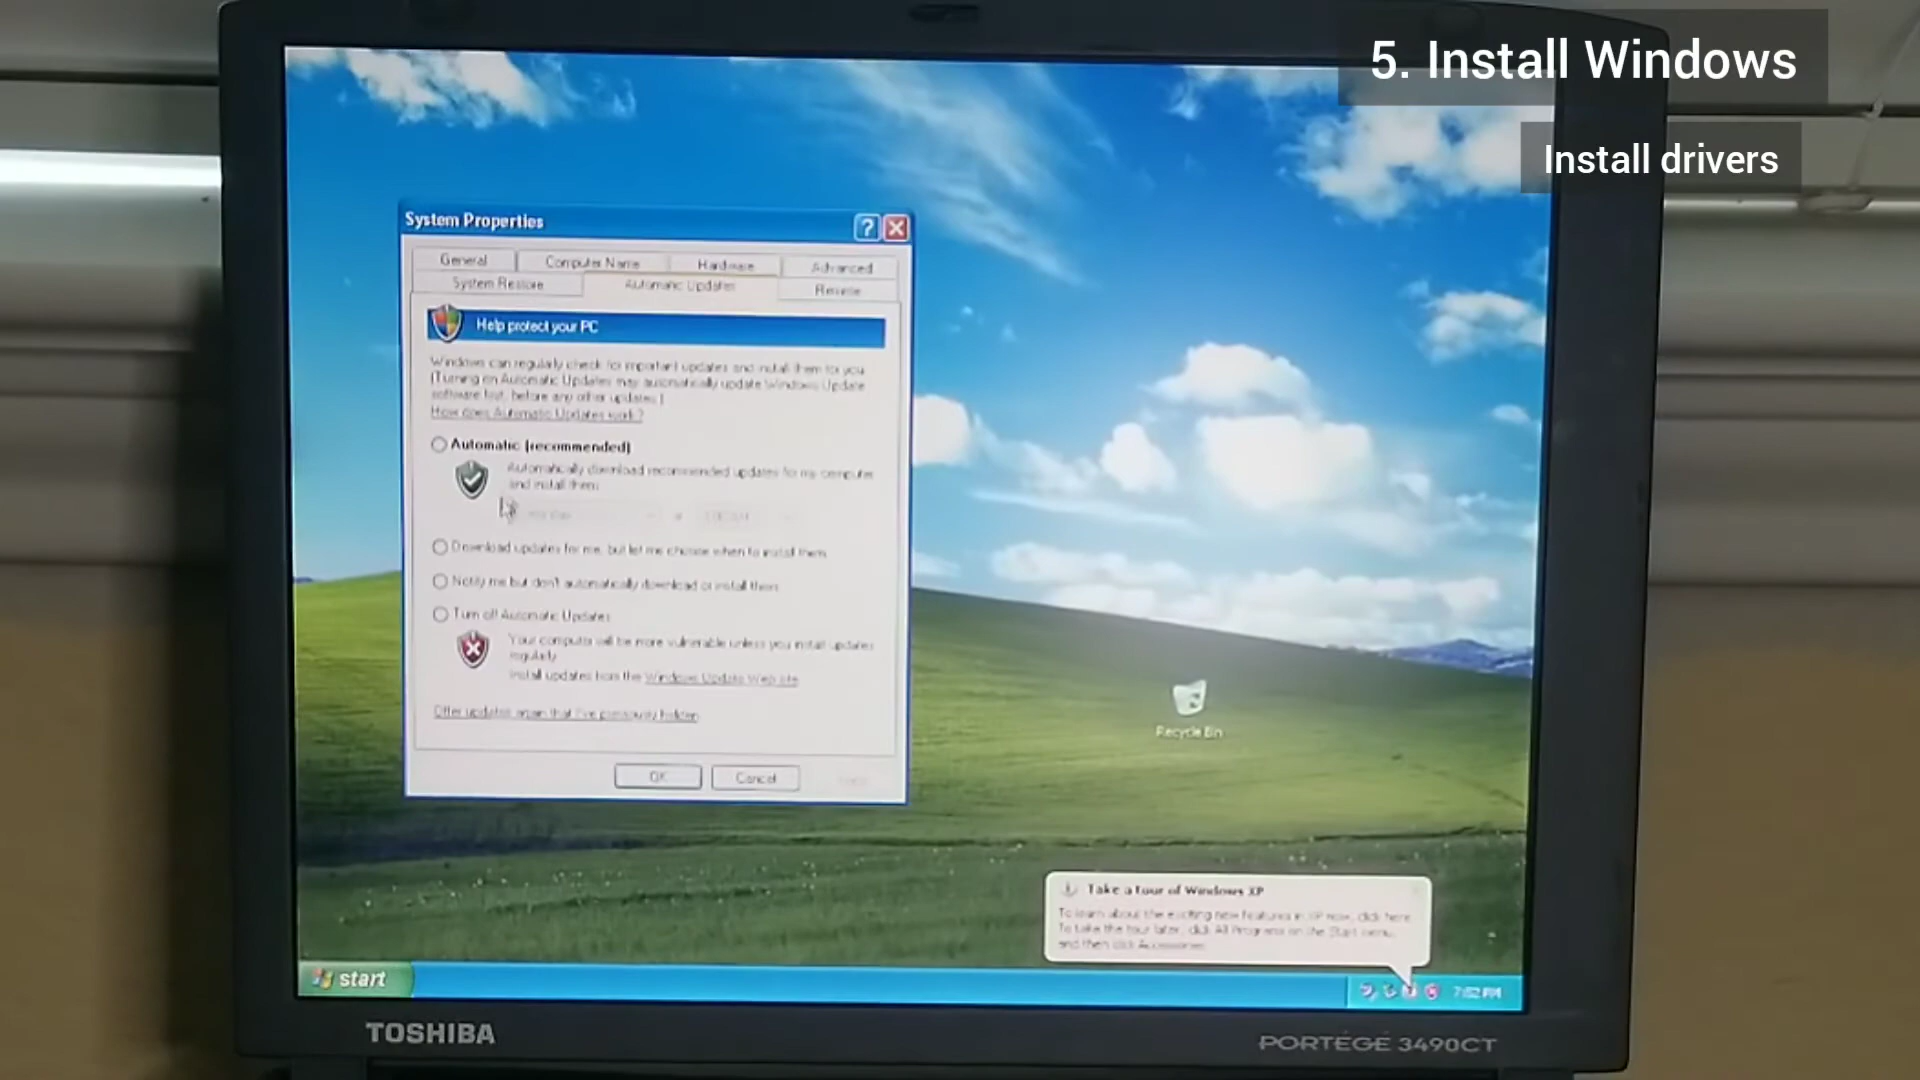 5. Install Windows
Install drivers
System Properties
General
Computer Name
Hardware
Advanced
System Restore
Automatic Updates
Remote
Help protect your PC
Windows can regularly check for important updates and install them for you.
(Turning on Automatic Updates may automatically update Windows Update
software first, before any other updates.)
How does Automatic Updates work?
Automatic (recommended)
Automatically download recommended updates for my computer
and install them:
Download updates for me, but let me choose when to install them.
Notify me but don't automatically download or install them.
Turn off Automatic Updates
Your computer will be more vulnerable unless you install updates
regularly.
Install updates from the Windows Update Web site.
Offer updates again that I've previously hidden
OK
Cancel
Recycle Bin
Take a tour of Windows XP
To learn about the exciting new features in XP now, click here.
To take the tour later, click All Programs on the Start menu,
and then click Accessories.
start
7:02 PM
TOSHIBA
PORTÉGÉ 3490CT